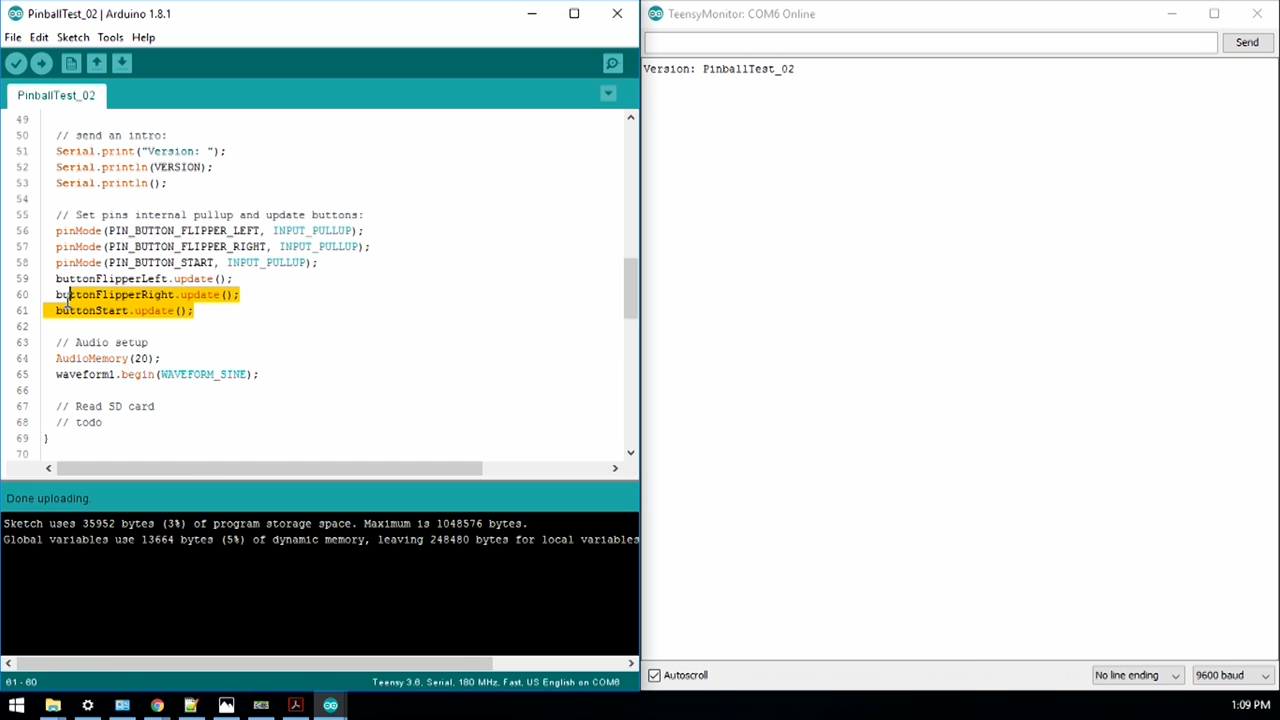 PinballTest_02 | Arduino 1.8.1
File Edit Sketch Tools Help
PinballTest_02
49
50 // send an intro:
51 Serial.print("Version: ");
52 Serial.println(VERSION);
53 Serial.println();
54
55 // Set pins internal pullup and update buttons:
56 pinMode(PIN_BUTTON_FLIPPER_LEFT, INPUT_PULLUP);
57 pinMode(PIN_BUTTON_FLIPPER_RIGHT, INPUT_PULLUP);
58 pinMode(PIN_BUTTON_START, INPUT_PULLUP);
59 buttonFlipperLeft.update();
60 buttonFlipperRight.update();
61 buttonStart.update();
62
63 // Audio setup
64 AudioMemory(20);
65 waveform1.begin(WAVEFORM_SINE);
66
67 // Read SD card
68 // todo
69 }
70
Done uploading.
Sketch uses 35952 bytes (3%) of program storage space. Maximum is 1048576 bytes.
Global variables use 13664 bytes (5%) of dynamic memory, leaving 248480 bytes for local variables
61 - 60
Teensy 3.6, Serial, 180 MHz, Fast, US English on COM6
TeensyMonitor: COM6 Online
Send
Version: PinballTest_02
Autoscroll
No line ending
9600 baud
1:09 PM